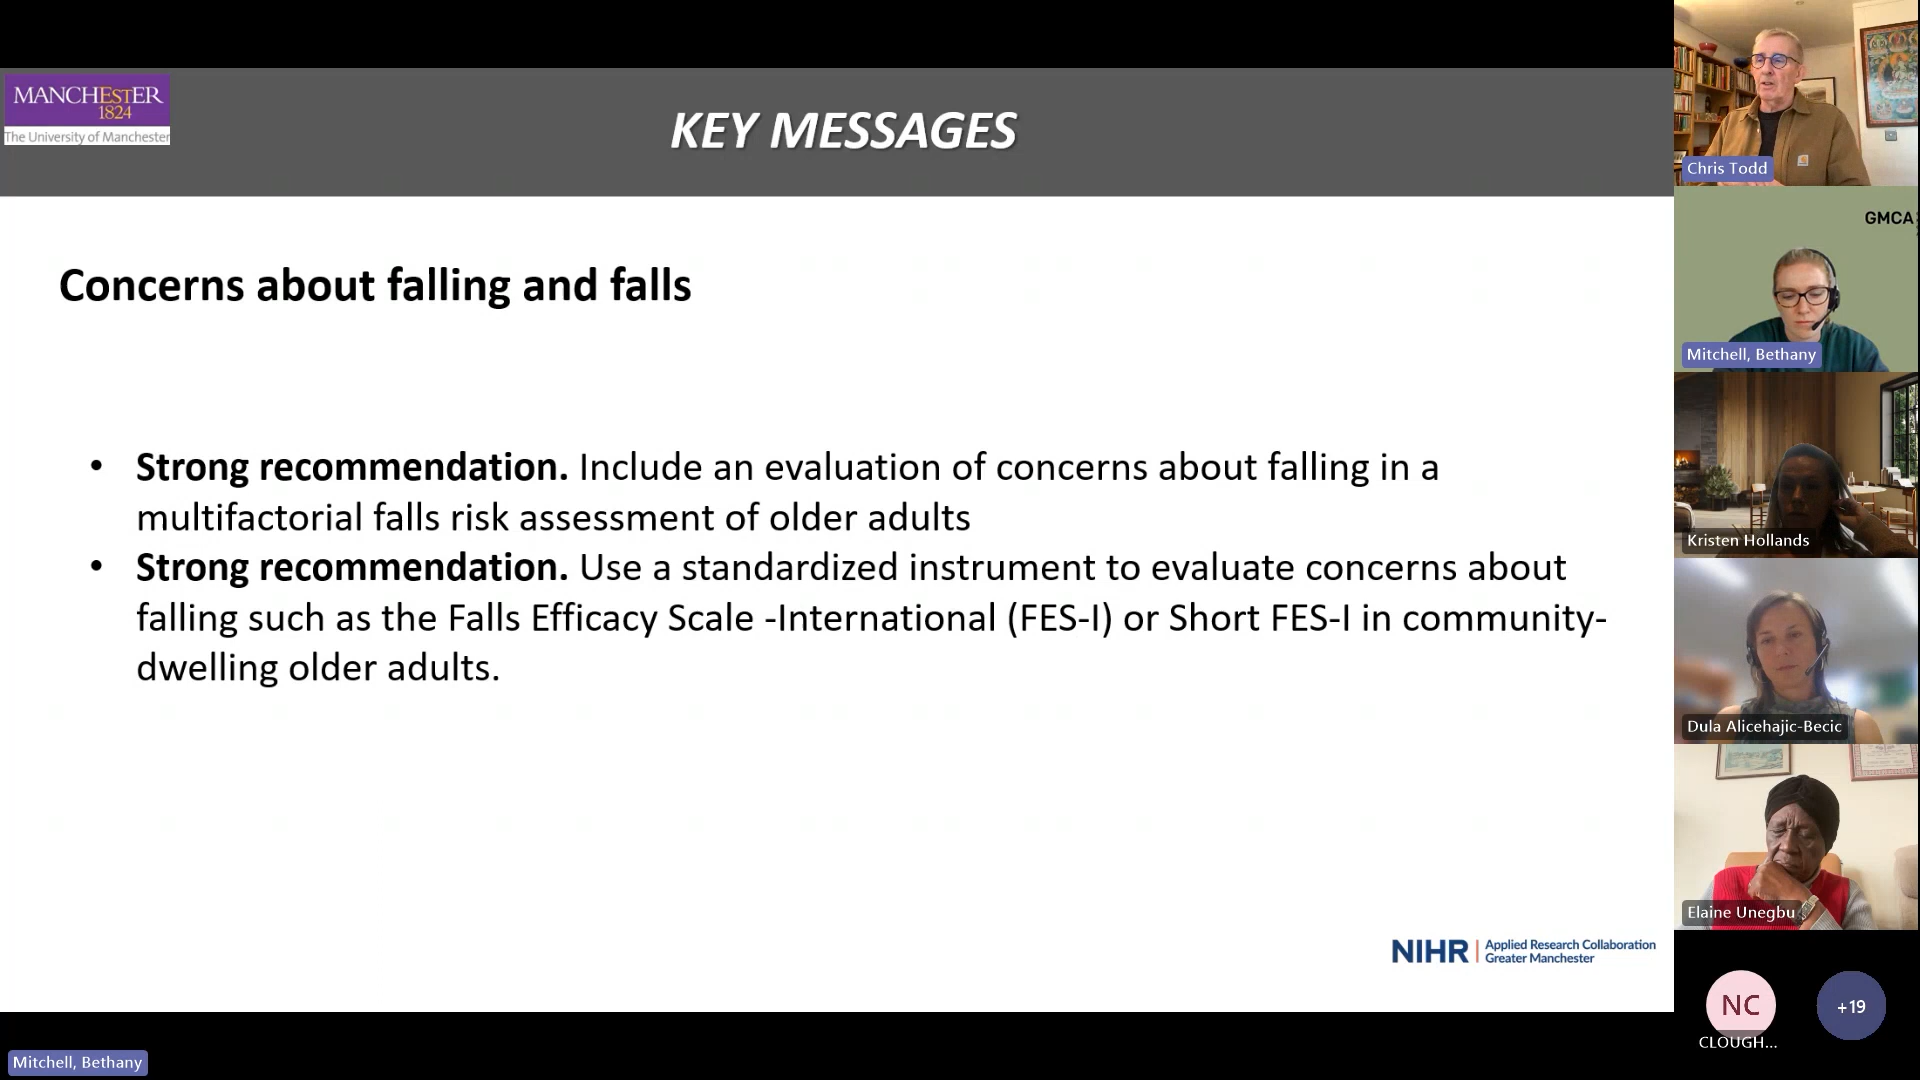 MANCHESTER
1824
The University of Manchester
KEY MESSAGES
Concerns about falling and falls
• Strong recommendation. Include an evaluation of concerns about falling in a
multifactorial falls risk assessment of older adults
• Strong recommendation. Use a standardized instrument to evaluate concerns about
falling such as the Falls Efficacy Scale -International (FES-I) or Short FES-I in community-
dwelling older adults.
NIHR | Applied Research Collaboration
Greater Manchester
Mitchell, Bethany
Chris Todd
GMCA
Mitchell, Bethany
Kristen Hollands
Dula Alicehajic-Becic
Elaine Unegbu
NC
CLOUGH...
+19